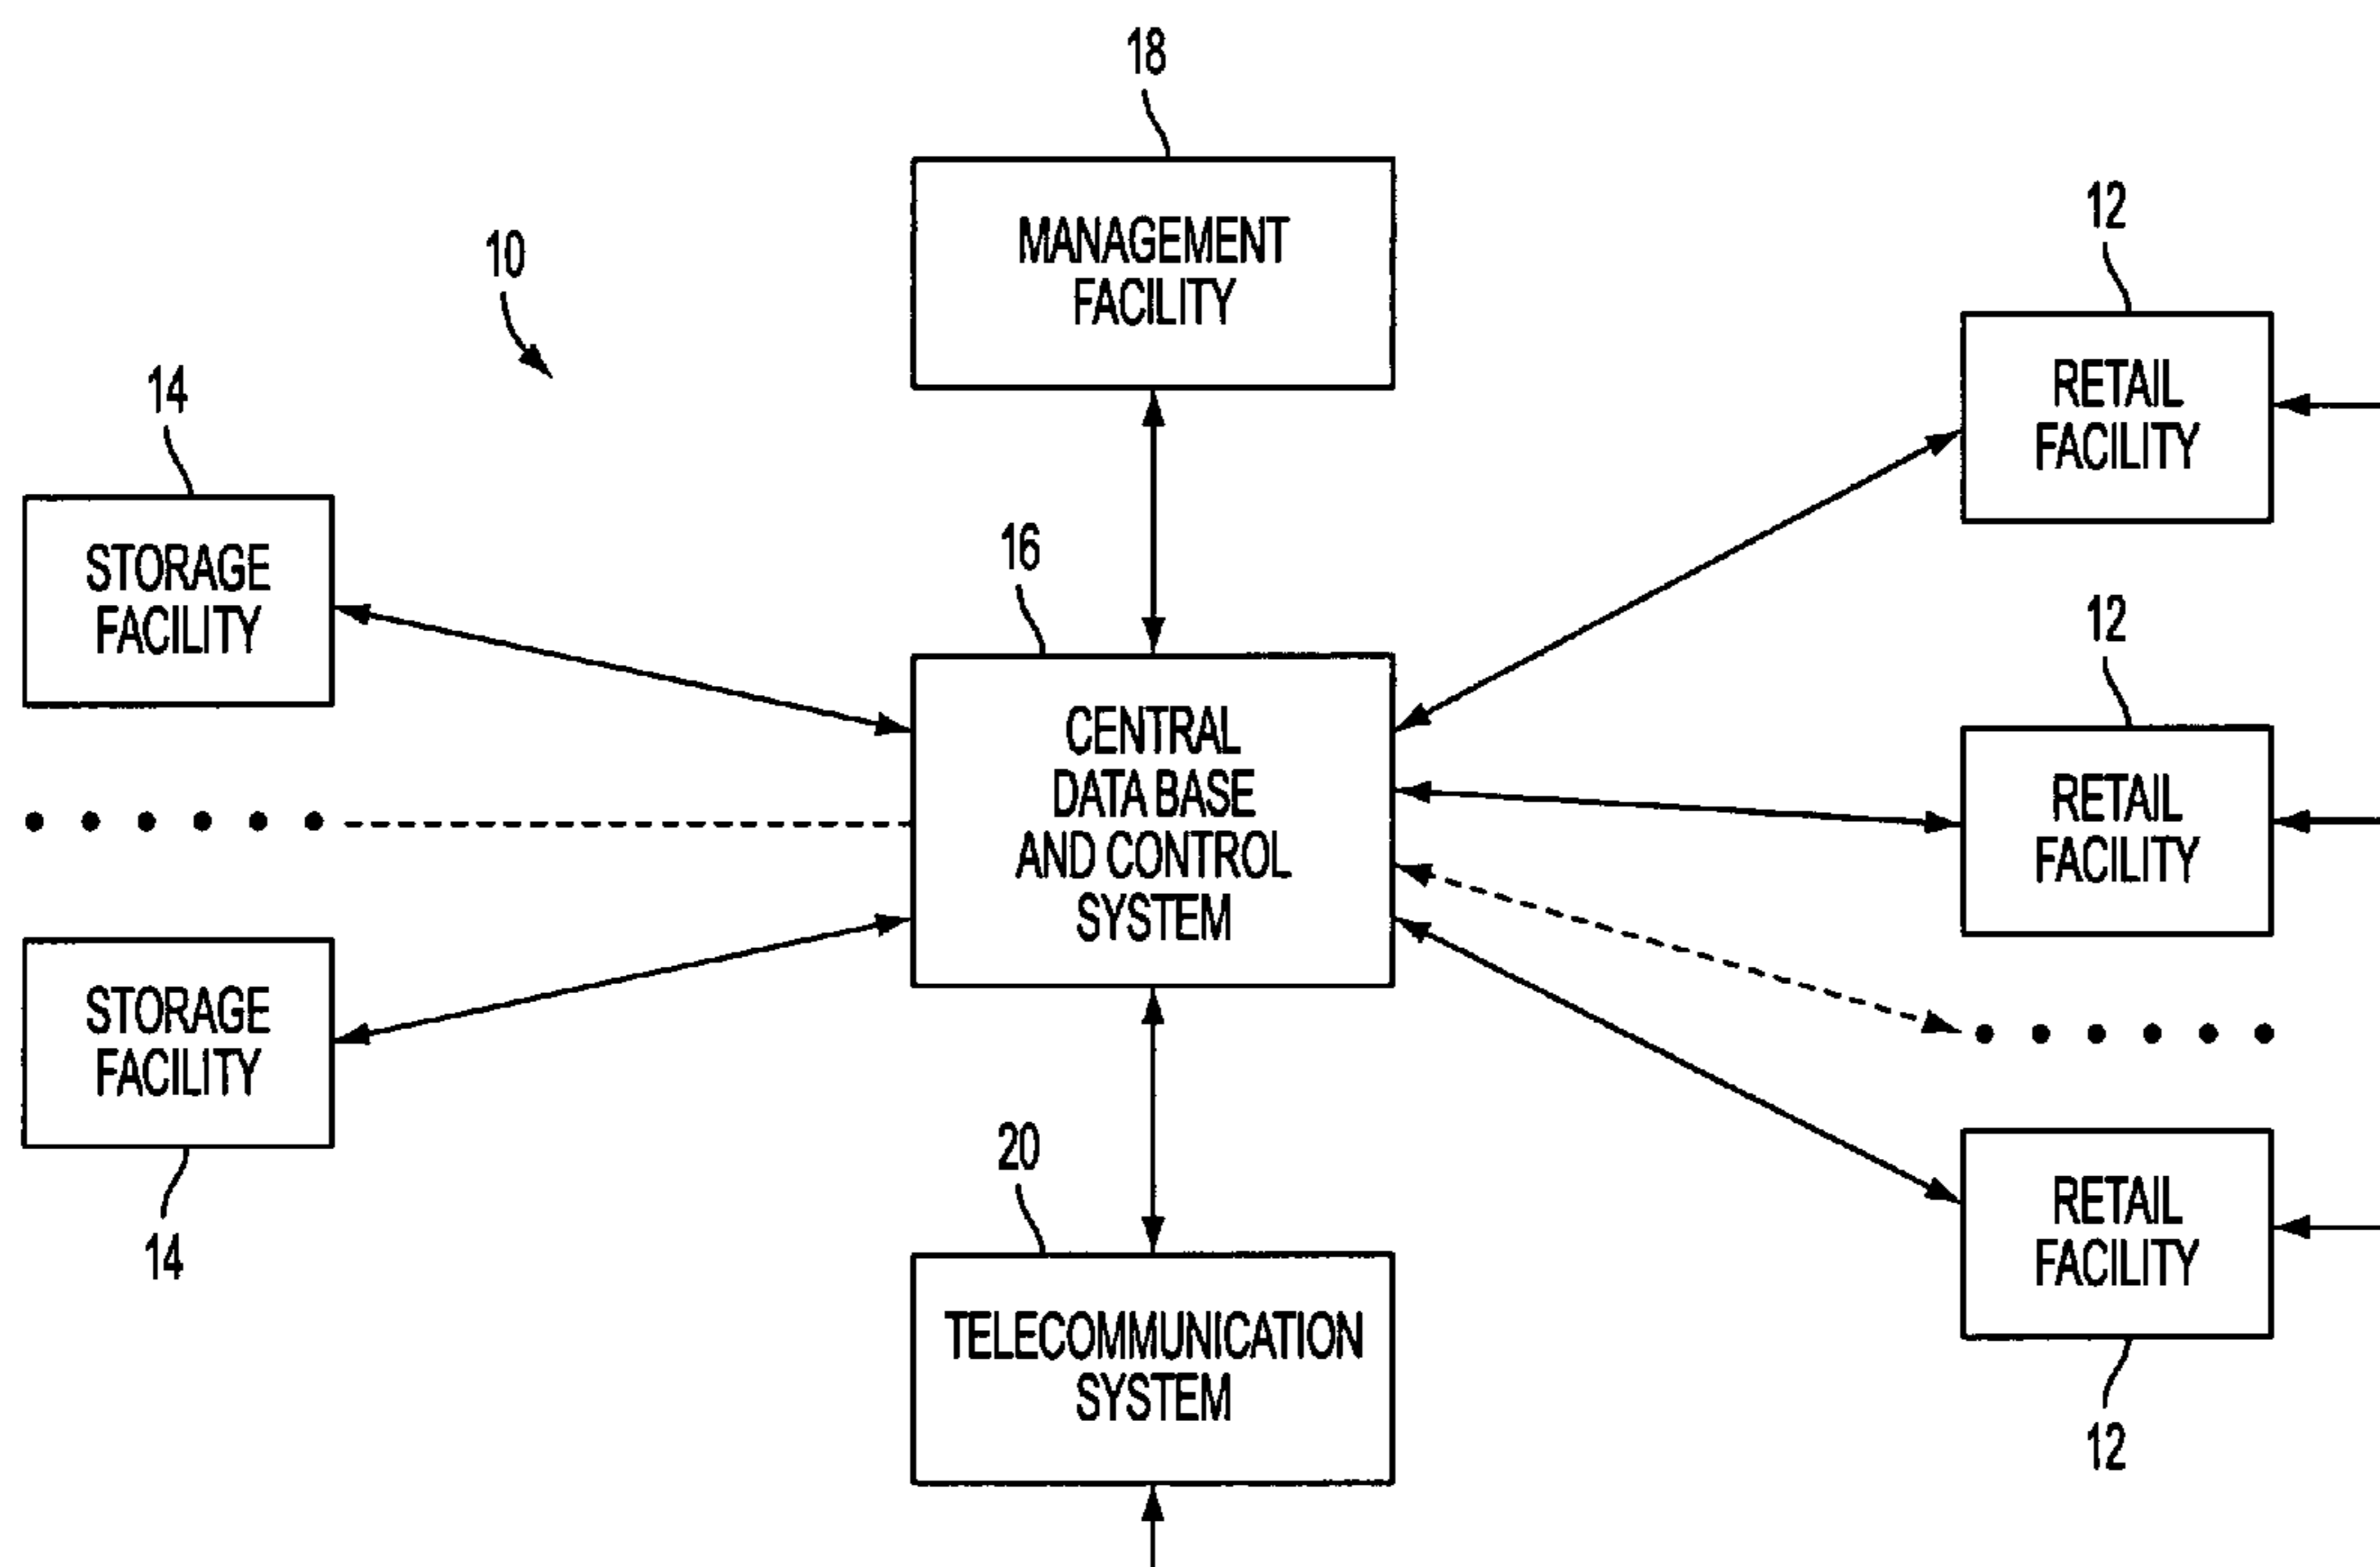 18
MANAGEMENT
FACILITY
10
12
RETAIL
FACILITY
14
STORAGE
FACILITY
16
CENTRAL
DATA BASE
AND CONTROL
SYSTEM
12
RETAIL
FACILITY
STORAGE
FACILITY
14
20
TELECOMMUNICATION
SYSTEM
RETAIL
FACILITY
12